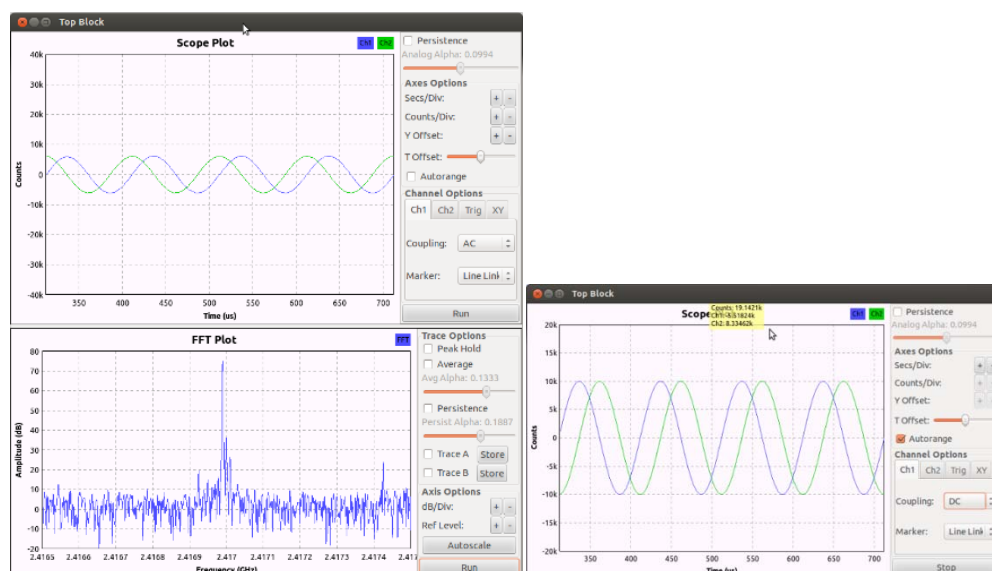 Top Block
Scope Plot
Ch1 Ch2
40k
30k
20k
10k
0
-10k
-20k
-30k
-40k
Counts
350 400 450 500 550 600 650 700
Time (us)
Persistence
Analog Alpha: 0.0994
Axes Options
Secs/Div: + -
Counts/Div: + -
Y Offset: + -
T Offset:
Autorange
Channel Options
Ch1 Ch2 Trig XY
Coupling: AC
Marker: Line Link
Run
FFT Plot
FFT
80
70
60
50
40
30
20
10
0
-10
-20
Amplitude (dB)
2.4165 2.4166 2.4167 2.4168 2.4169 2.417 2.4171 2.4172 2.4173 2.4174 2.41
Frequency (GHz)
Trace Options
Peak Hold
Average
Avg Alpha: 0.1333
Persistence
Persist Alpha: 0.1887
Trace A Store
Trace B Store
Axis Options
dB/Div: + -
Ref Level: + -
Autoscale
Run
Top Block
Scope
Counts: 19.1421k
Ch2: 8.33462k
Ch1 Ch2
20k
15k
10k
5k
0
-5k
-10k
-15k
-20k
Counts
350 400 450 500 550 600 650 700
Time (us)
Persistence
Analog Alpha: 0.0994
Axes Options
Secs/Div: +
Counts/Div: +
Y Offset: +
T Offset:
Autorange
Channel Options
Ch1 Ch2 Trig XY
Coupling: DC
Marker: Line Link
Stop